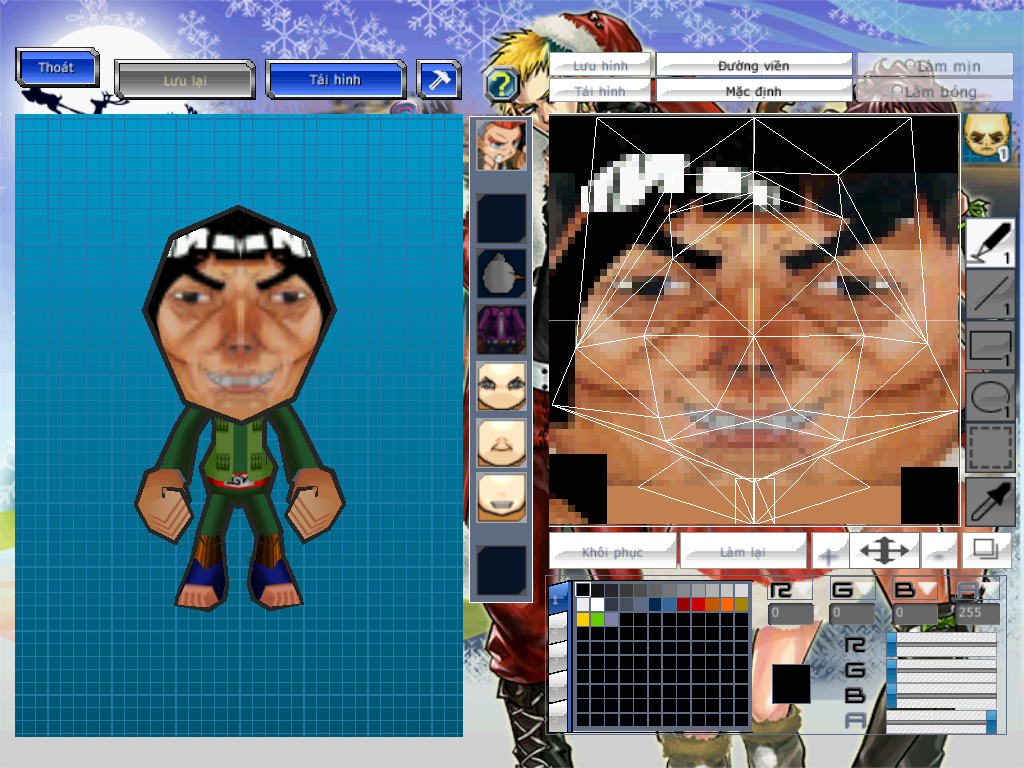 Thoát
Lưu lại
Tải hình
?
Lưu hình
Đường viền
Làm mịn
Tải hình
Mặc định
Làm bóng
1
1
1
1
1
Khôi phục
Làm lại
+
-
1
R
G
B
A
0
0
0
255
R
G
B
A